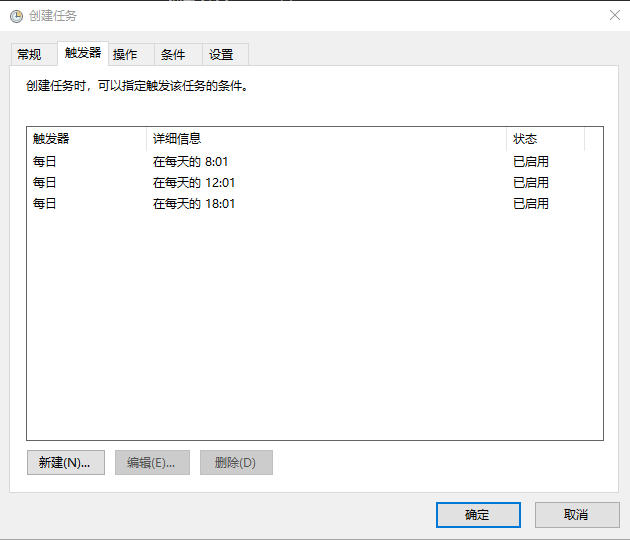 创建任务
常规 触发器 操作 条件 设置
创建任务时，可以指定触发该任务的条件。
触发器 详细信息 状态
每日 在每天的 8:01 已启用
每日 在每天的 12:01 已启用
每日 在每天的 18:01 已启用
新建(N)... 编辑(E)... 删除(D)
确定 取消